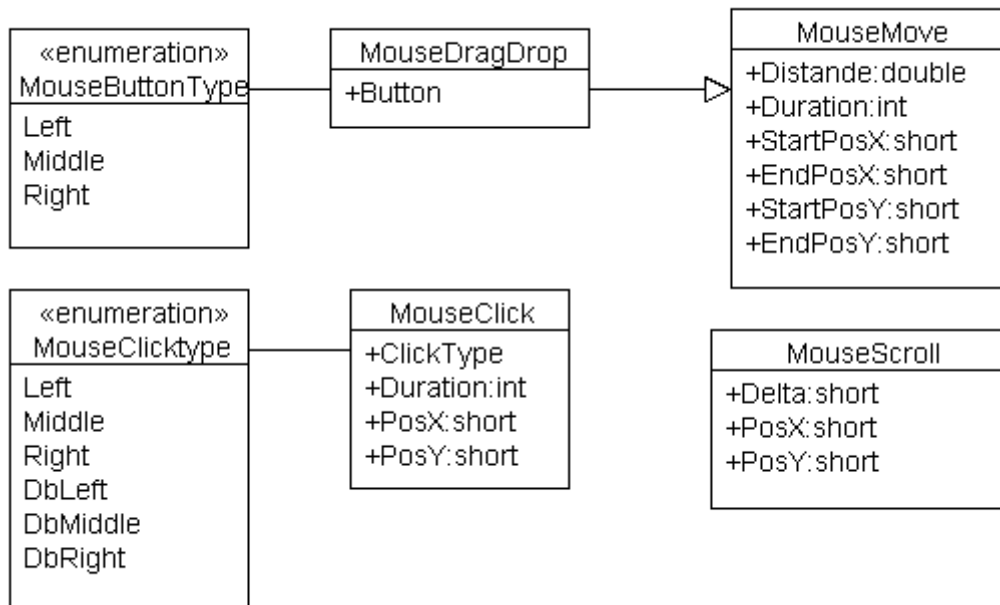 «enumeration»
MouseButtonType
Left
Middle
Right
MouseDragDrop
+Button
MouseMove
+Distande:double
+Duration:int
+StartPosX:short
+EndPosX:short
+StartPosY:short
+EndPosY:short
«enumeration»
MouseClicktype
Left
Middle
Right
DbLeft
DbMiddle
DbRight
MouseClick
+ClickType
+Duration:int
+PosX:short
+PosY:short
MouseScroll
+Delta:short
+PosX:short
+PosY:short